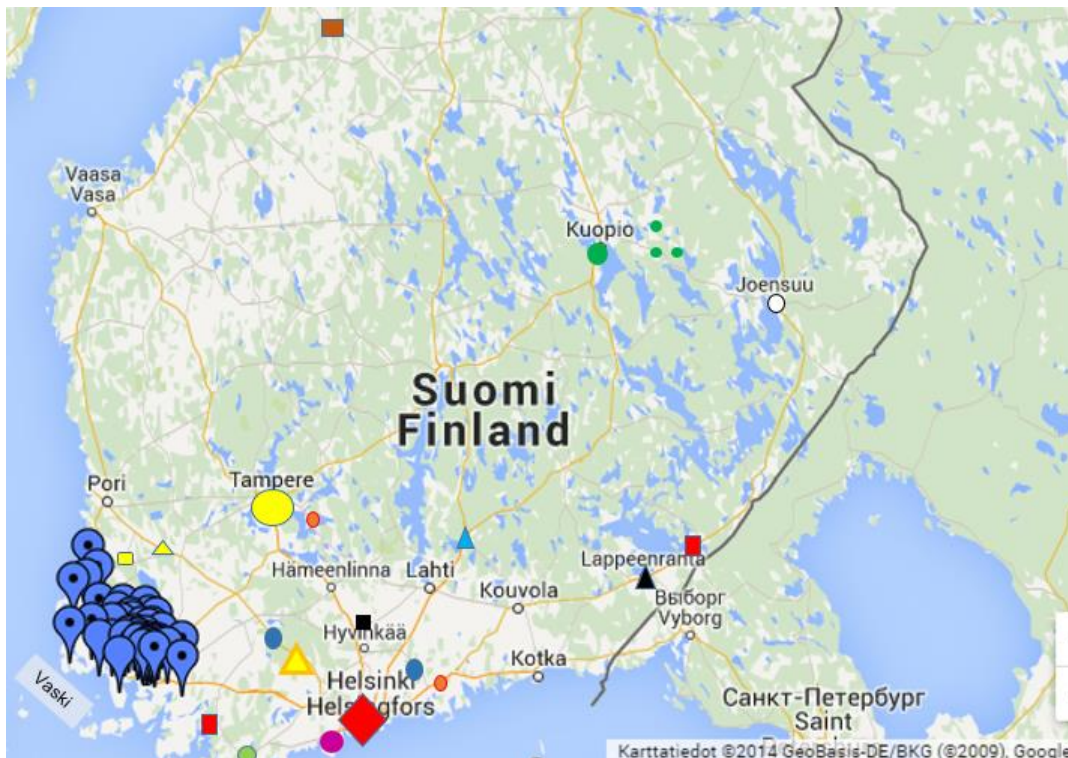 Vaasa
Vasa
Kuopio
Joensuu
Suomi
Finland
Pori
Tampere
Hämeenlinna
Lahti
Kouvola
Lappeenranta
Выборг
Vyborg
Hyvinkää
Kotka
Helsinki
Helsingfors
Vaski
Санкт-Петербург
Saint
Karttatiedot ©2014 GeoBasis-DE/BKG (©2009), Google